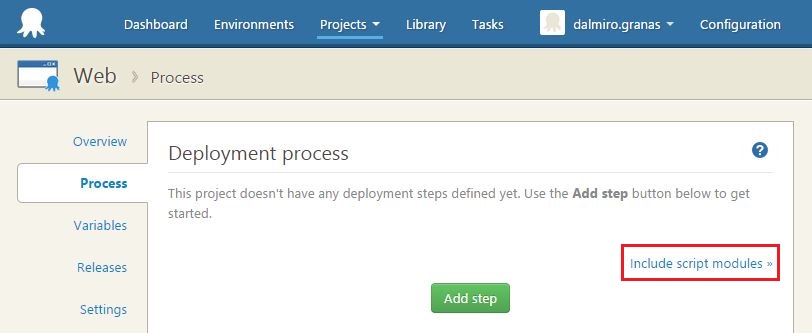 Dashboard Environments Projects Library Tasks dalmiro.granas Configuration
Web » Process
Overview
Process
Variables
Releases
Settings
Deployment process ?
This project doesn't have any deployment steps defined yet. Use the Add step button below to get
started.
Include script modules »
Add step